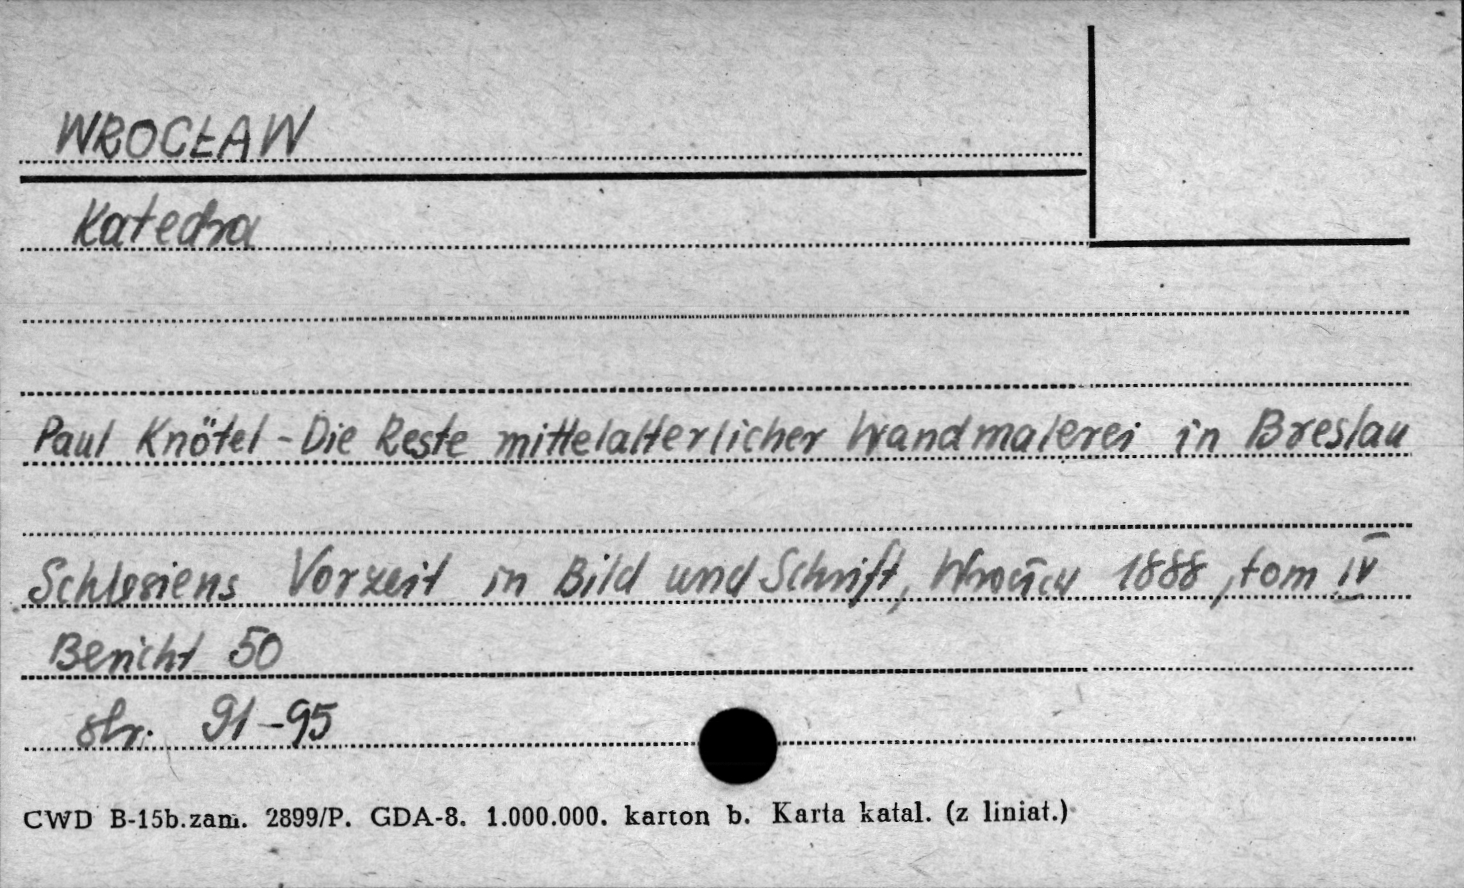 WROCŁAW
Katedra
Paul Knötel - Die Reste mittelalterlicher Wandmalerei in Breslau
Schlesiens Vorzeit in Bild und Schrift, 1888, tom IV
Bericht 50
str. 91-95
CWD B-15b.zam. 2899/P. GDA-8. 1.000.000. karton b. Karta katal. (z liniat.)